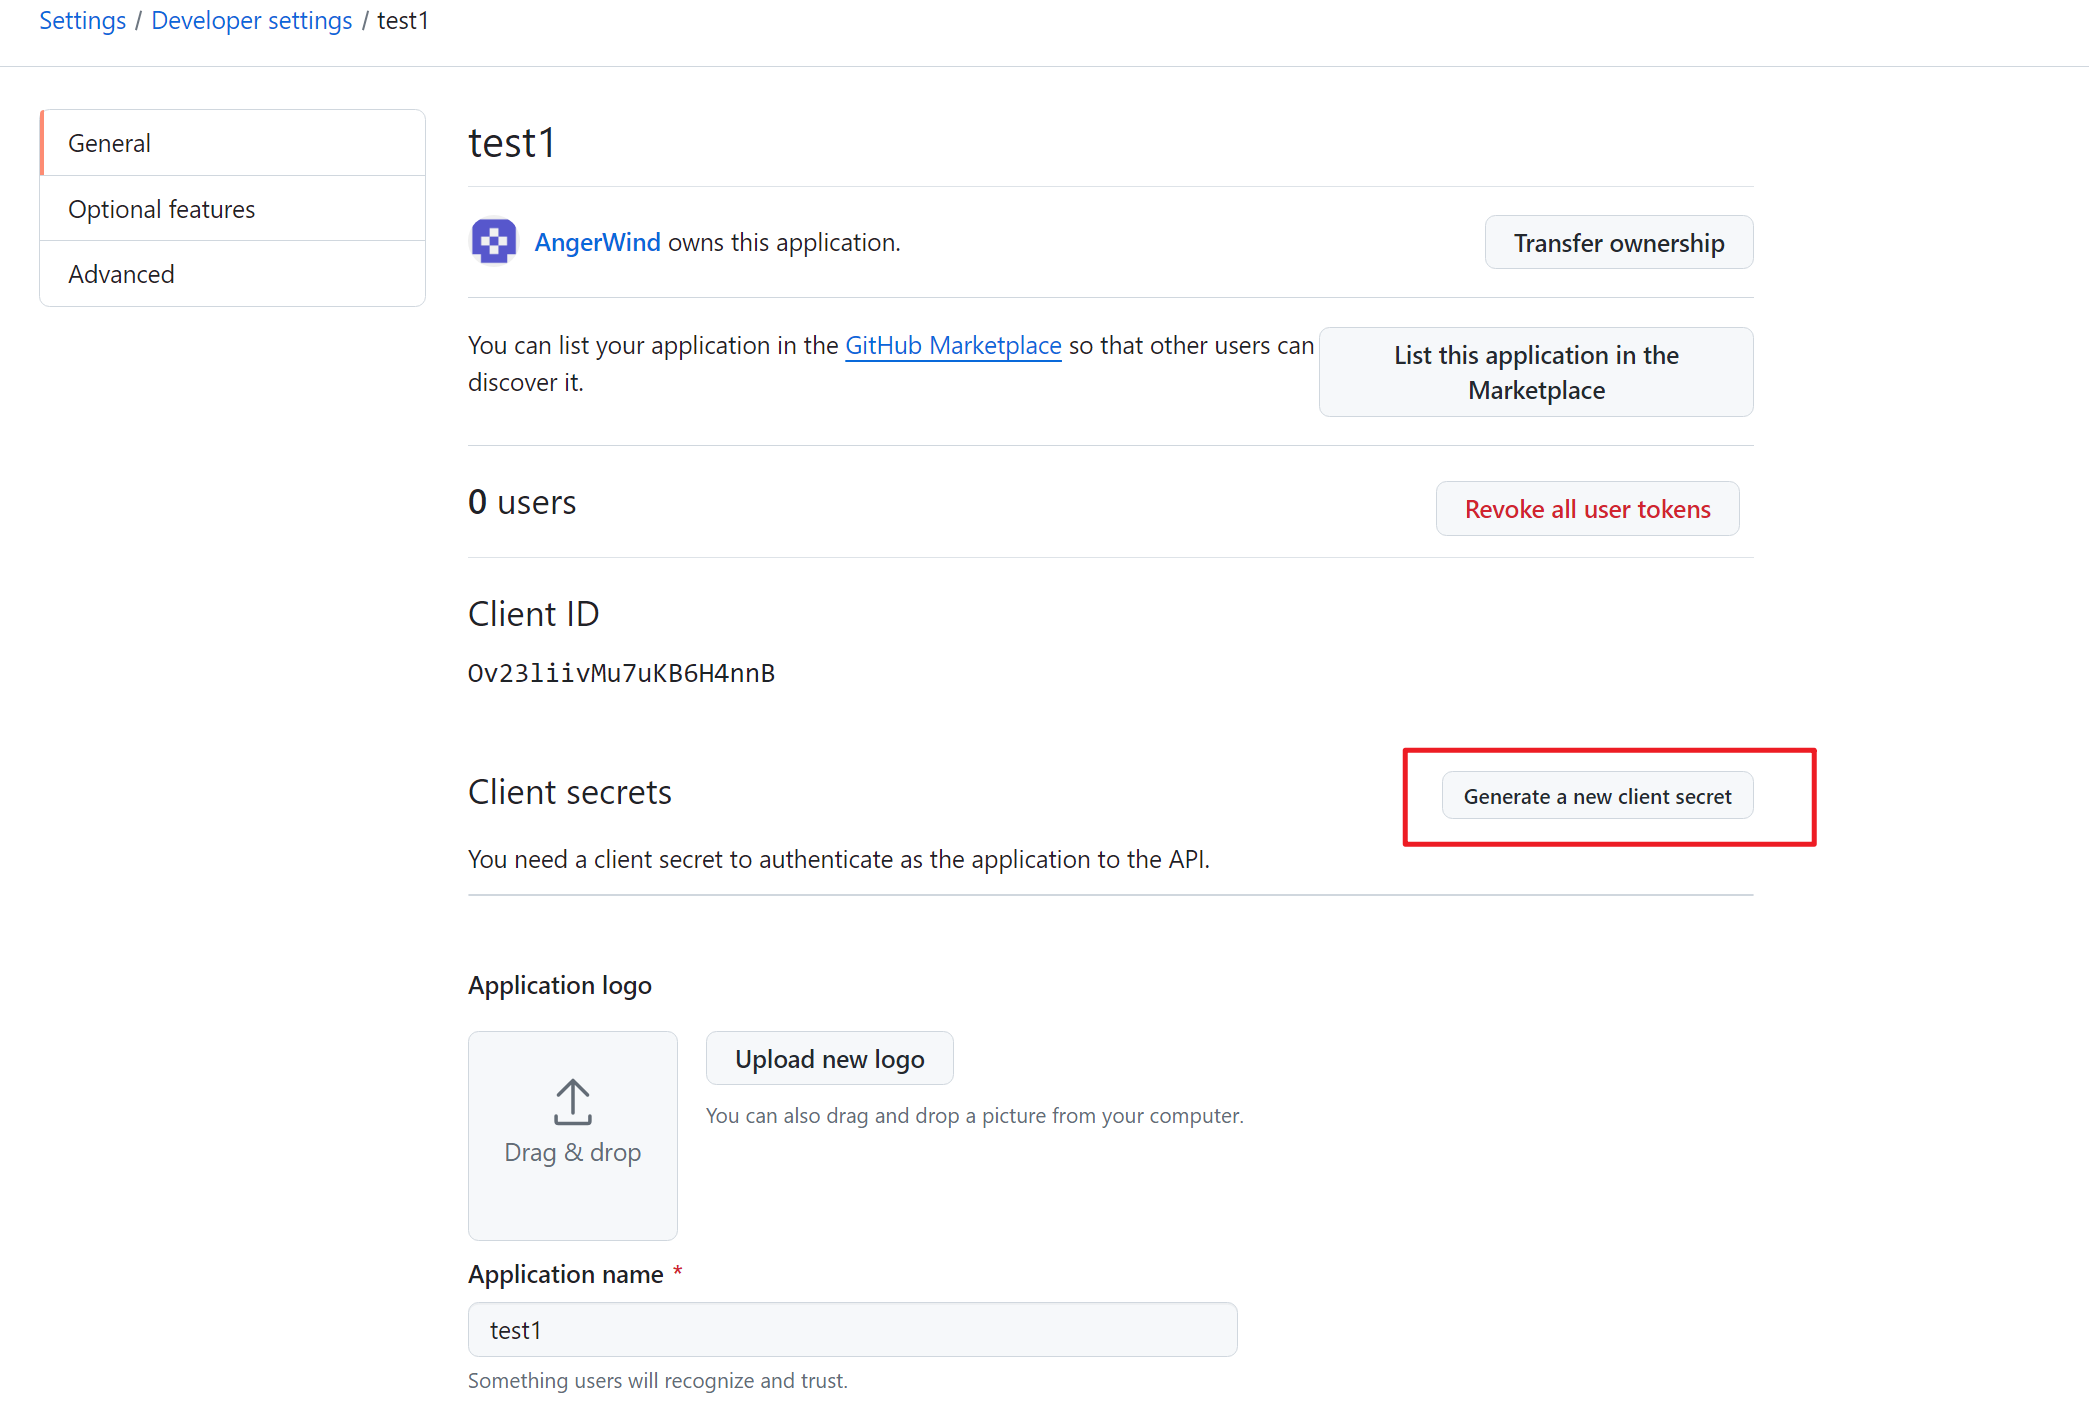 Settings / Developer settings / test1
General
Optional features
Advanced
test1
AngerWind owns this application.
Transfer ownership
You can list your application in the GitHub Marketplace so that other users can
discover it.
List this application in the
Marketplace
0 users
Revoke all user tokens
Client ID
Ov23liivMu7uKB6H4nnB
Client secrets
Generate a new client secret
You need a client secret to authenticate as the application to the API.
Application logo
Drag & drop
Upload new logo
You can also drag and drop a picture from your computer.
Application name *
test1
Something users will recognize and trust.